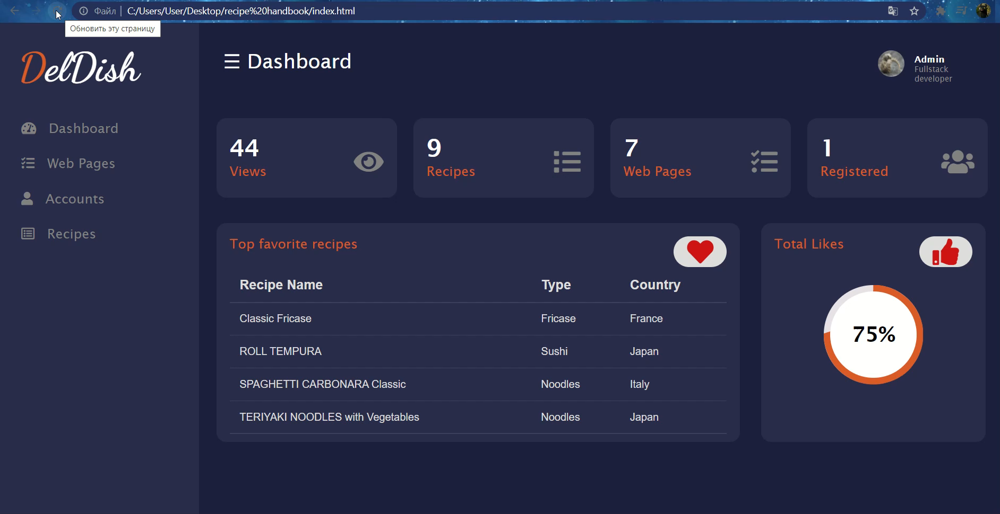 Файл | C:/Users/User/Desktop/recipe%20handbook/index.html
Обновить эту страницу
DelDish
Dashboard
Web Pages
Accounts
Recipes
☰ Dashboard
Admin
Fullstack
developer
44
Views
9
Recipes
7
Web Pages
1
Registered
Top favorite recipes
Recipe Name Type Country
Classic Fricase Fricase France
ROLL TEMPURA Sushi Japan
SPAGHETTI CARBONARA Classic Noodles Italy
TERIYAKI NOODLES with Vegetables Noodles Japan
Total Likes
75%